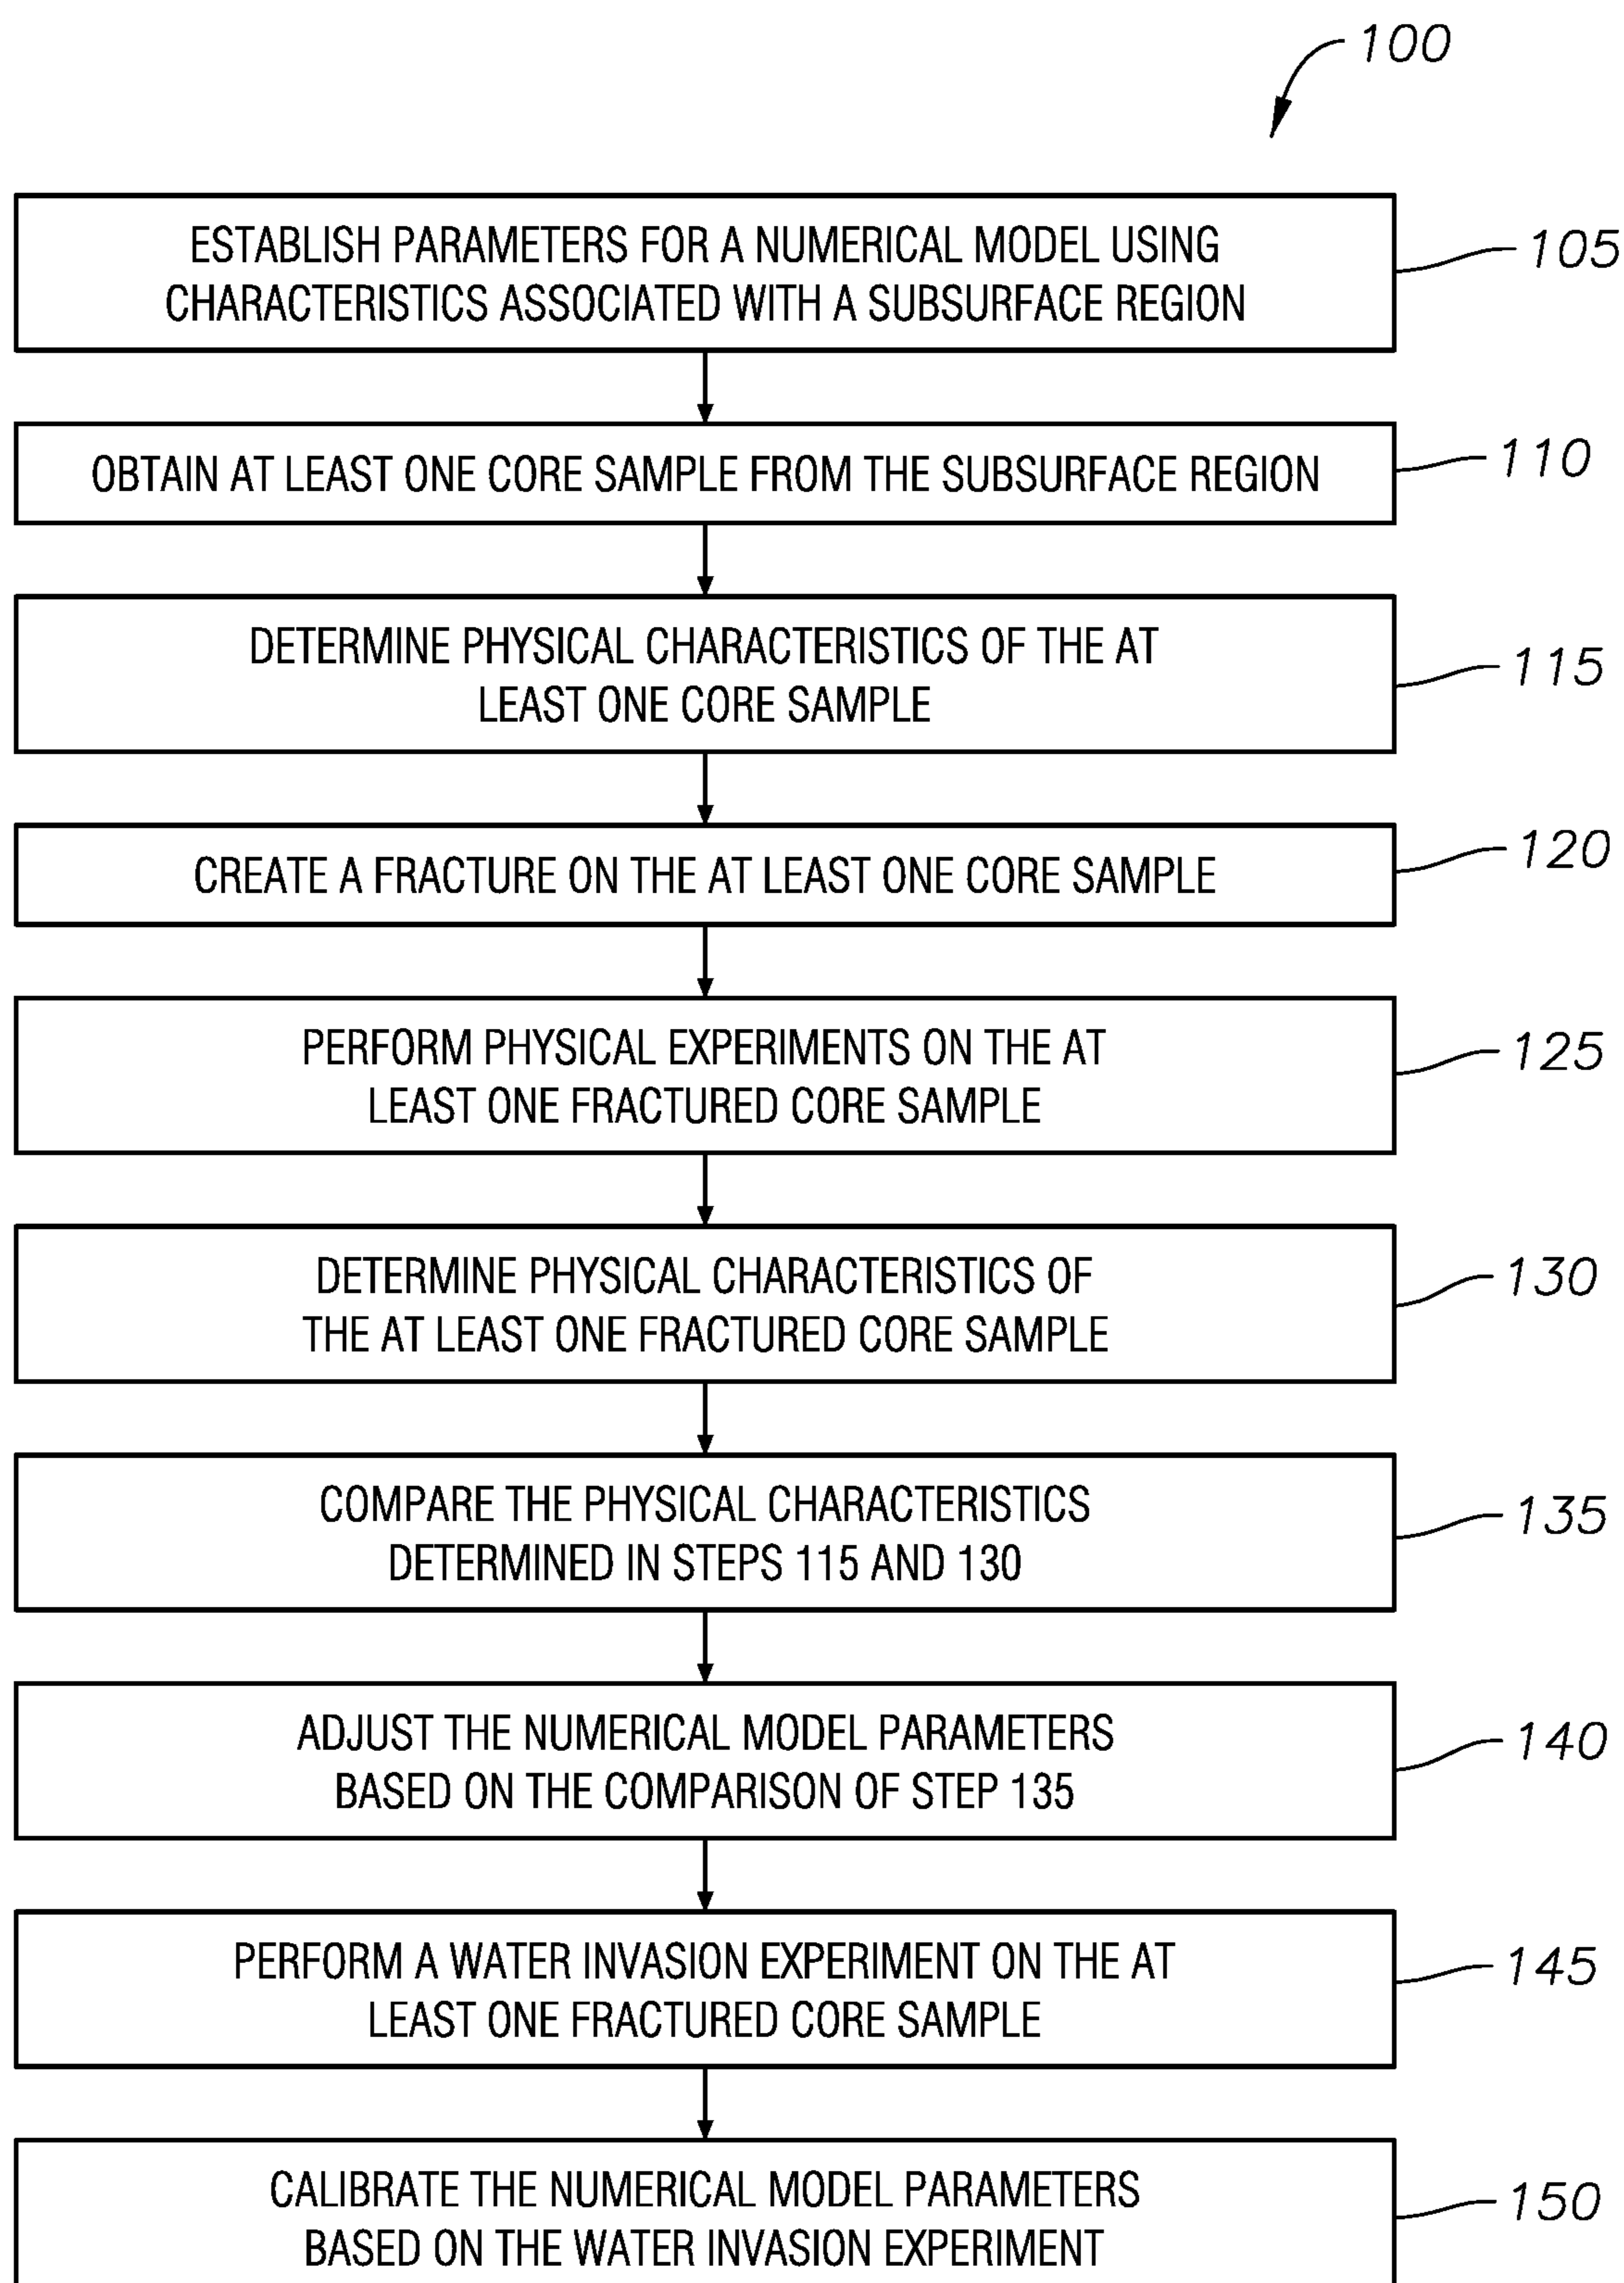 100
ESTABLISH PARAMETERS FOR A NUMERICAL MODEL USING
CHARACTERISTICS ASSOCIATED WITH A SUBSURFACE REGION
105
OBTAIN AT LEAST ONE CORE SAMPLE FROM THE SUBSURFACE REGION
110
DETERMINE PHYSICAL CHARACTERISTICS OF THE AT
LEAST ONE CORE SAMPLE
115
CREATE A FRACTURE ON THE AT LEAST ONE CORE SAMPLE
120
PERFORM PHYSICAL EXPERIMENTS ON THE AT
LEAST ONE FRACTURED CORE SAMPLE
125
DETERMINE PHYSICAL CHARACTERISTICS OF
THE AT LEAST ONE FRACTURED CORE SAMPLE
130
COMPARE THE PHYSICAL CHARACTERISTICS
DETERMINED IN STEPS 115 AND 130
135
ADJUST THE NUMERICAL MODEL PARAMETERS
BASED ON THE COMPARISON OF STEP 135
140
PERFORM A WATER INVASION EXPERIMENT ON THE AT
LEAST ONE FRACTURED CORE SAMPLE
145
CALIBRATE THE NUMERICAL MODEL PARAMETERS
BASED ON THE WATER INVASION EXPERIMENT
150